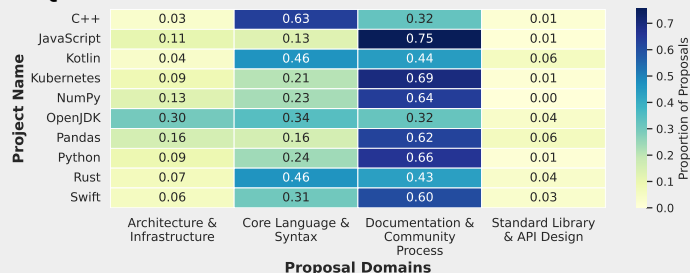 C++ 0.03 0.63 0.32 0.01
JavaScript 0.11 0.13 0.75 0.01
Kotlin 0.04 0.46 0.44 0.06
Kubernetes 0.09 0.21 0.69 0.01
NumPy 0.13 0.23 0.64 0.00
OpenJDK 0.30 0.34 0.32 0.04
Pandas 0.16 0.16 0.62 0.06
Python 0.09 0.24 0.66 0.01
Rust 0.07 0.46 0.43 0.04
Swift 0.06 0.31 0.60 0.03
Project Name
Architecture &
Infrastructure
Core Language &
Syntax
Documentation &
Community
Process
Standard Library
& API Design
Proposal Domains
0.7
0.6
0.5
0.4
0.3
0.2
0.1
0.0
Proportion of Proposals